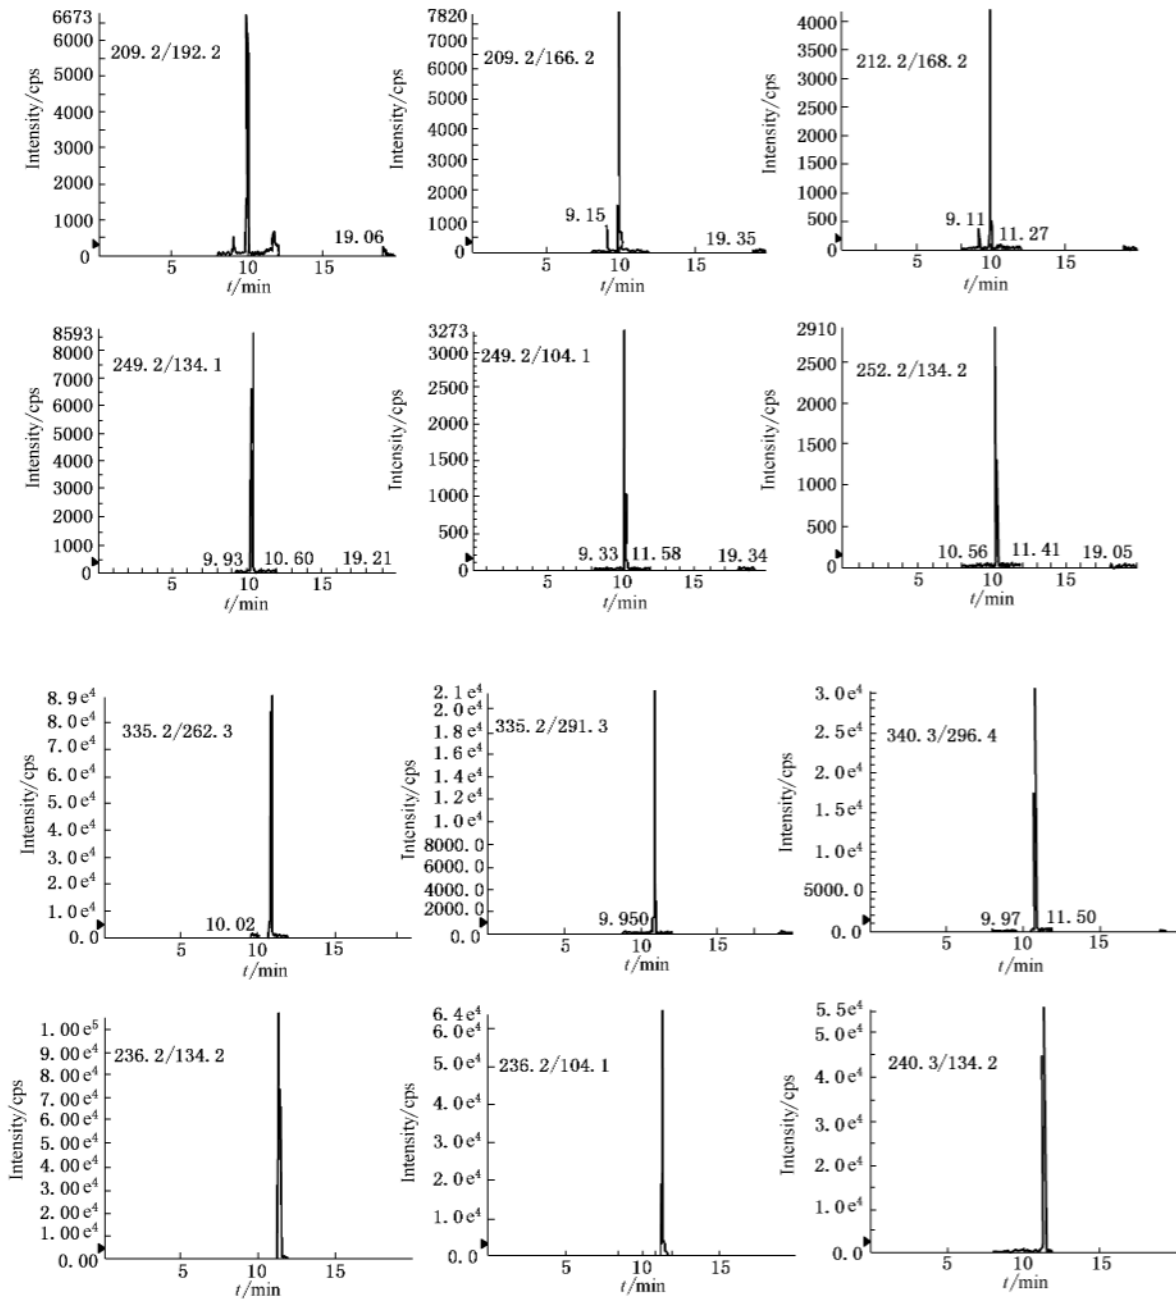 6673
6000
5000
4000
3000
2000
1000
0
Intensity/cps
209. 2/192. 2
19. 06
5
10
15
t/min
7820
7000
6000
5000
4000
3000
2000
1000
0
Intensity/cps
209. 2/166. 2
9. 15
19. 35
5
10
15
t/min
4000
3500
3000
2500
2000
1500
1000
500
0
Intensity/cps
212. 2/168. 2
9. 11
11. 27
5
10
15
t/min
8593
8000
7000
6000
5000
4000
3000
2000
1000
0
Intensity/cps
249. 2/134. 1
9. 93
10. 60
19. 21
5
10
15
t/min
3273
3000
2500
2000
1500
1000
500
0
Intensity/cps
249. 2/104. 1
9. 33
11. 58
19. 34
5
10
15
t/min
2910
2500
2000
1500
1000
500
0
Intensity/cps
252. 2/134. 2
10. 56
11. 41
19. 05
5
10
15
t/min
8. 9e⁴
8. 0e⁴
7. 0e⁴
6. 0e⁴
5. 0e⁴
4. 0e⁴
3. 0e⁴
2. 0e⁴
1. 0e⁴
0. 0
Intensity/cps
335. 2/262. 3
10. 02
5
10
15
t/min
2. 1e⁴
2. 0e⁴
1. 8e⁴
1. 6e⁴
1. 4e⁴
1. 2e⁴
1. 0e⁴
8000. 0
6000. 0
4000. 0
2000. 0
0. 0
Intensity/cps
335. 2/291. 3
9. 950
5
10
15
t/min
3. 0e⁴
2. 5e⁴
2. 0e⁴
1. 5e⁴
1. 0e⁴
5000. 0
0. 0
Intensity/cps
340. 3/296. 4
9. 97
11. 50
5
10
15
t/min
1. 00e⁵
9. 00e⁴
8. 00e⁴
7. 00e⁴
6. 00e⁴
5. 00e⁴
4. 00e⁴
3. 00e⁴
2. 00e⁴
1. 00e⁴
0. 00
Intensity/cps
236. 2/134. 2
5
10
15
t/min
6. 4e⁴
6. 0e⁴
5. 0e⁴
4. 0e⁴
3. 0e⁴
2. 0e⁴
1. 0e⁴
0. 0
Intensity/cps
236. 2/104. 1
5
10
15
t/min
5. 5e⁴
5. 0e⁴
4. 0e⁴
3. 0e⁴
2. 0e⁴
1. 0e⁴
0. 0
Intensity/cps
240. 3/134. 2
5
10
15
t/min